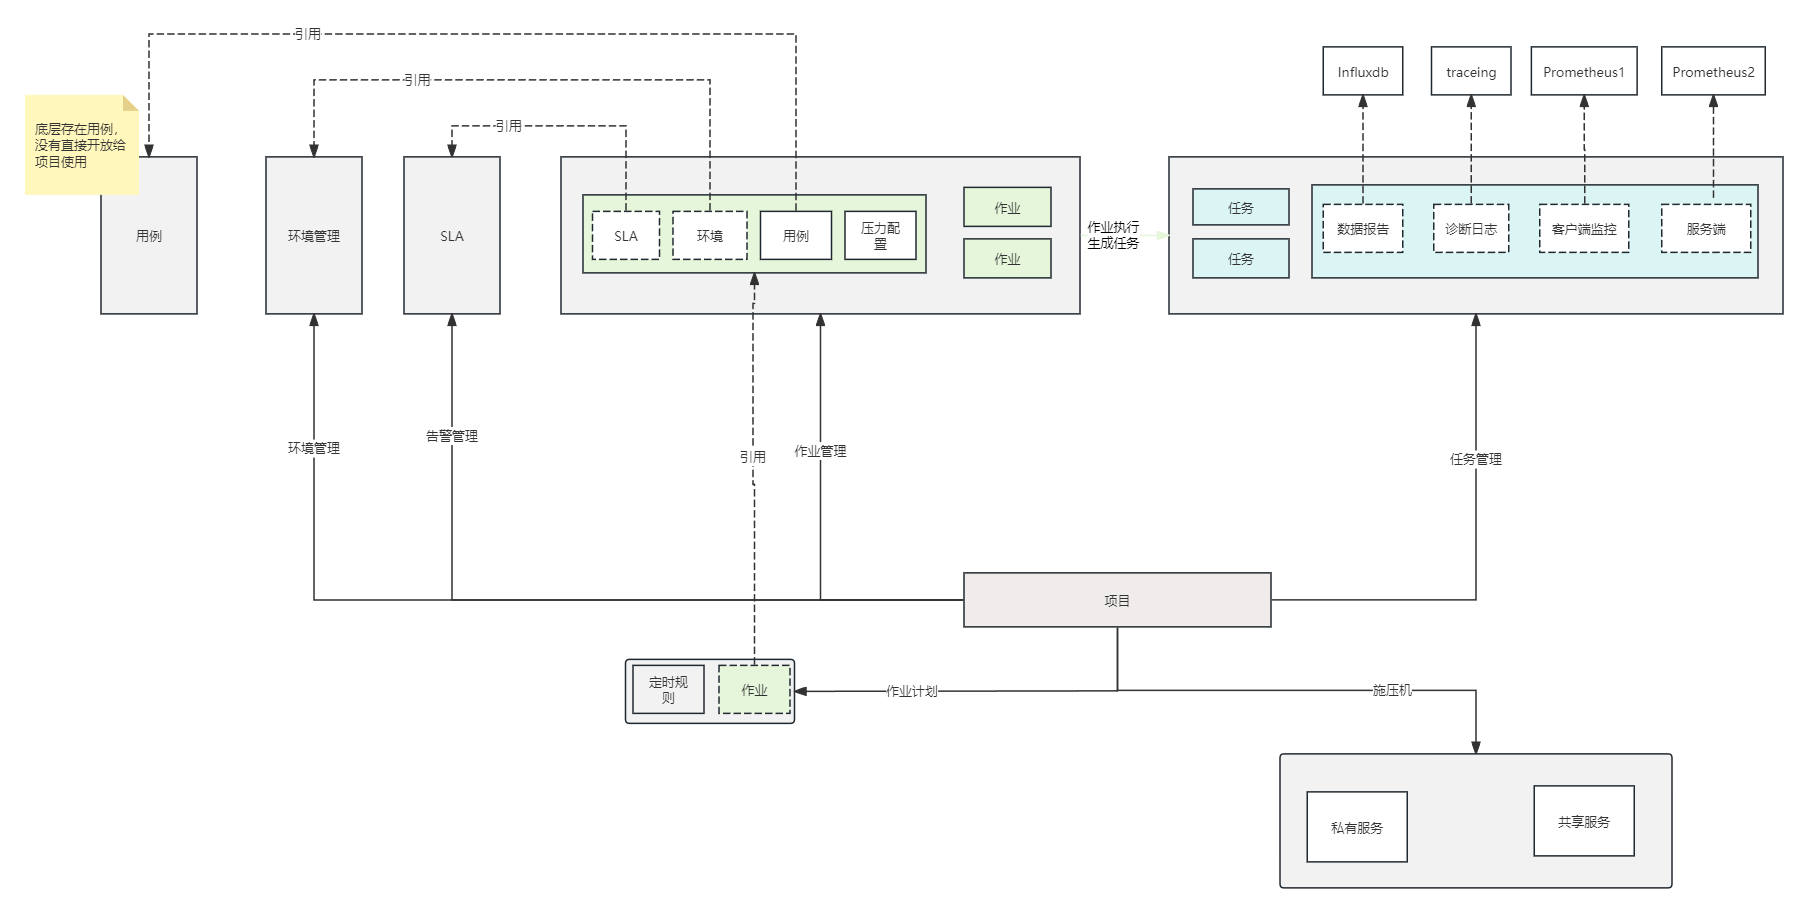 引用
引用
引用
Influxdb
traceing
Prometheus1
Prometheus2
底层存在用例，
没有直接开放给
项目使用
用例
环境管理
SLA
SLA
环境
用例
压力配
置
作业
作业
作业执行
生成任务
任务
任务
数据报告
诊断日志
客户端监控
服务端
环境管理
告警管理
引用
作业管理
任务管理
项目
定时规
则
作业
作业计划
施压机
私有服务
共享服务